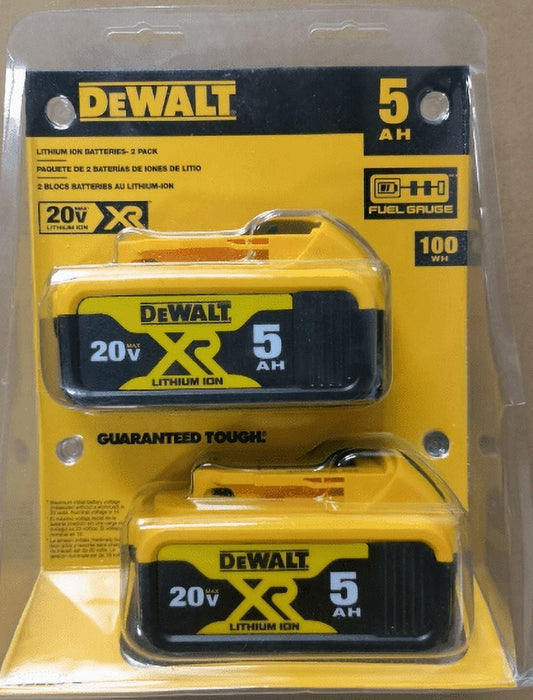 DEWALT
5
AH
LITHIUM ION BATTERIES- 2 PACK
PAQUETE DE 2 BATERÍAS DE IONES DE LITIO
2 BLOCS BATTERIES AU LITHIUM-ION
20V MAX XR
LITHIUM ION
FUEL GAUGE
100
WH
DEWALT
20V MAX XR 5
AH
LITHIUM ION
GUARANTEED TOUGH.
DEWALT
20V MAX XR 5
AH
LITHIUM ION